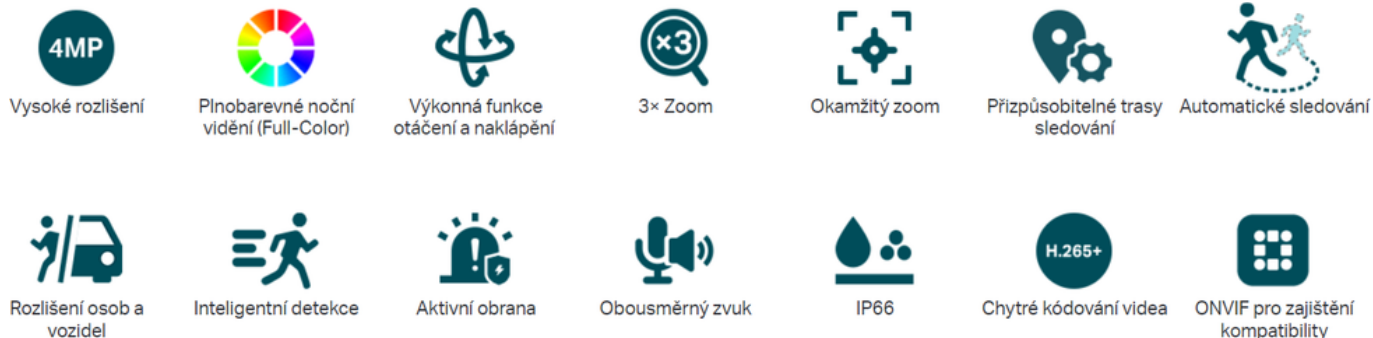 4MP
×3
Vysoké rozlišení
Plnobarevné noční
vidění (Full-Color)
Výkonná funkce
otáčení a naklápění
3× Zoom
Okamžitý zoom
Přizpůsobitelné trasy
sledování
Automatické sledování
H.265+
Rozlišení osob a
vozidel
Inteligentní detekce
Aktivní obrana
Obousměrný zvuk
IP66
Chytré kódování videa
ONVIF pro zajištění
kompatibility